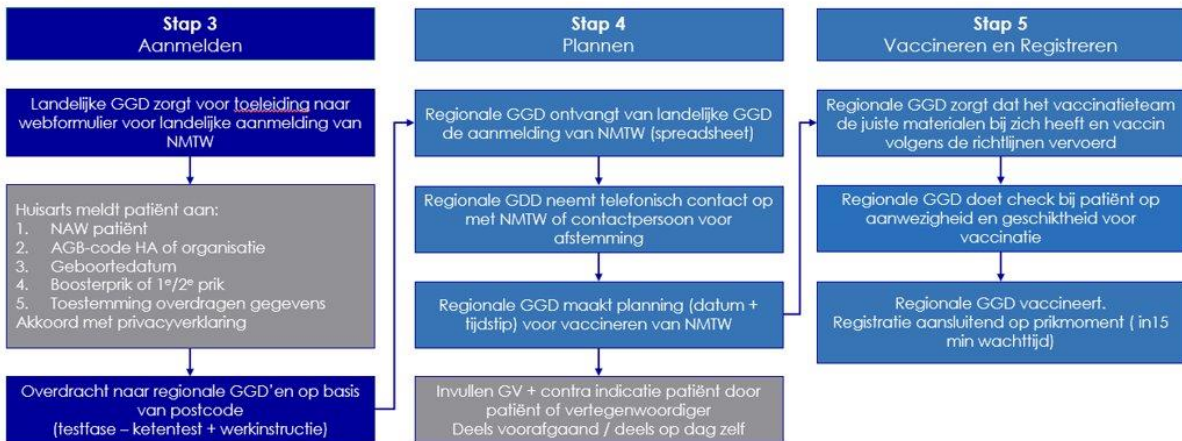 Stap 3
Aanmelden
Landelijke GGD zorgt voor toeleiding naar
webformulier voor landelijke aanmelding van
NMTW
Huisarts meldt patiënt aan:
1. NAW patiënt
2. AGB-code HA of organisatie
3. Geboortedatum
4. Boosterprik of 1e/2e prik
5. Toestemming overdragen gegevens
Akkoord met privacyverklaring
Overdracht naar regionale GGD'en op basis
van postcode
(testfase – ketentest + werkinstructie)
Stap 4
Plannen
Regionale GGD ontvangt van landelijke GGD
de aanmelding van NMTW (spreadsheet)
Regionale GDD neemt telefonisch contact op
met NMTW of contactpersoon voor
afstemming
Regionale GGD maakt planning (datum +
tijdstip) voor vaccineren van NMTW
Invullen GV + contra indicatie patiënt door
patiënt of vertegenwoordiger
Deels voorafgaand / deels op dag zelf
Stap 5
Vaccineren en Registreren
Regionale GGD zorgt dat het vaccinatieteam
de juiste materialen bij zich heeft en vaccin
volgens de richtlijnen vervoerd
Regionale GGD doet check bij patiënt op
aanwezigheid en geschiktheid voor
vaccinatie
Regionale GGD vaccineert.
Registratie aansluitend op prikmoment ( in15
min wachttijd)